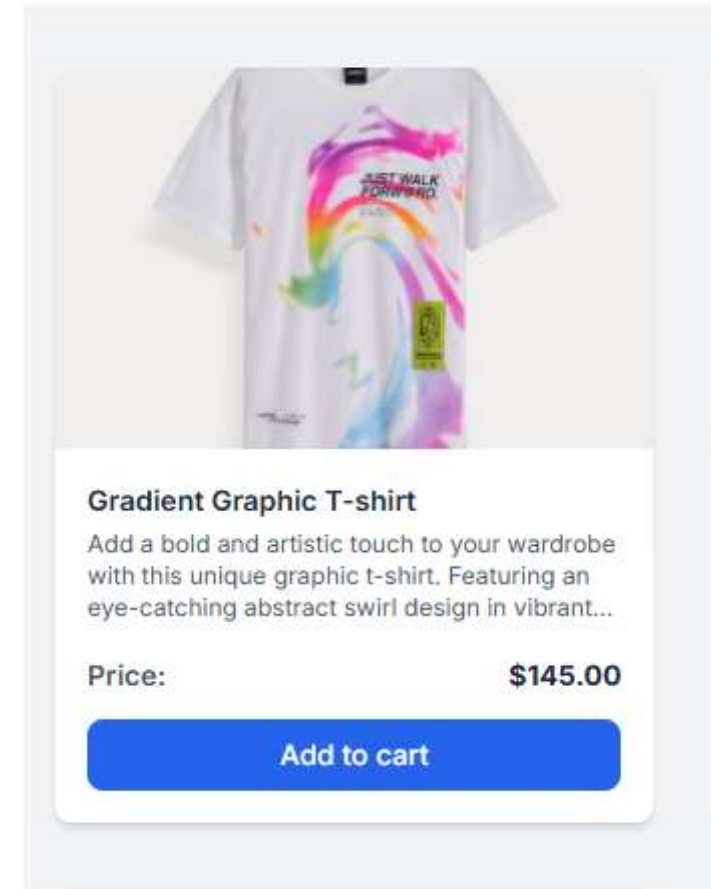 JUST WALK
Gradient Graphic T-shirt
Add a bold and artistic touch to your wardrobe
with this unique graphic t-shirt. Featuring an
eye-catching abstract swirl design in vibrant...
Price:
$145.00
Add to cart